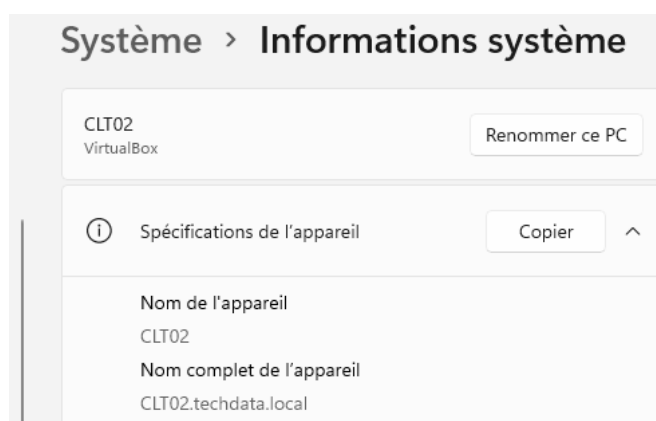 Système > Informations système
CLT02
VirtualBox
Renommer ce PC
Spécifications de l'appareil
Copier
Nom de l'appareil
CLT02
Nom complet de l'appareil
CLT02.techdata.local